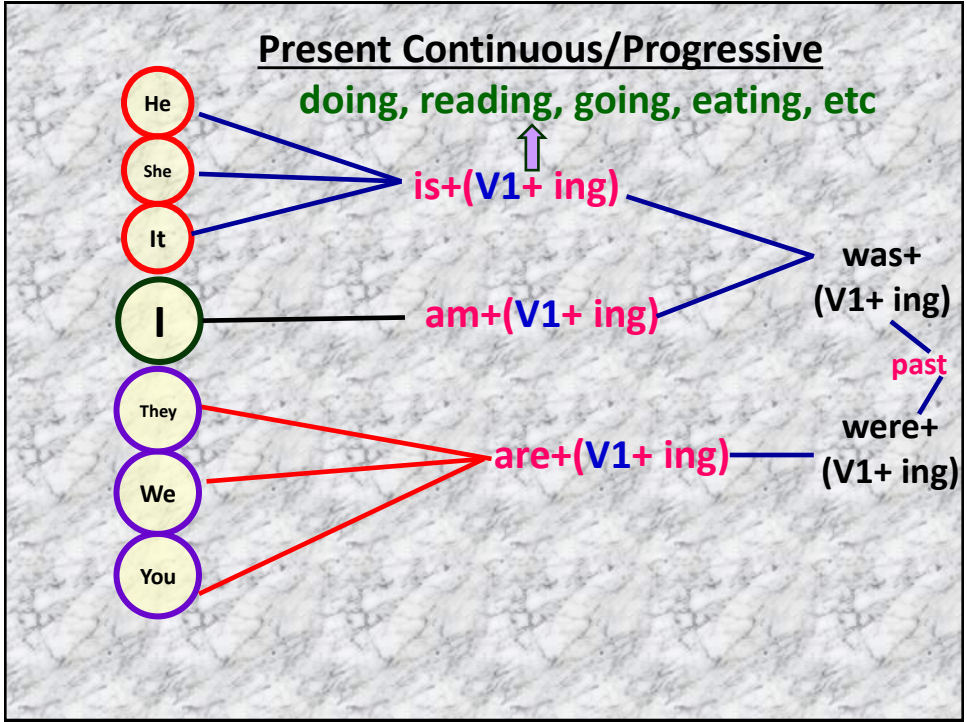 Present Continuous/Progressive
doing, reading, going, eating, etc
He
She
It
I
They
We
You
is+(V1+ ing)
am+(V1+ ing)
are+(V1+ ing)
was+
(V1+ ing)
past
were+
(V1+ ing)